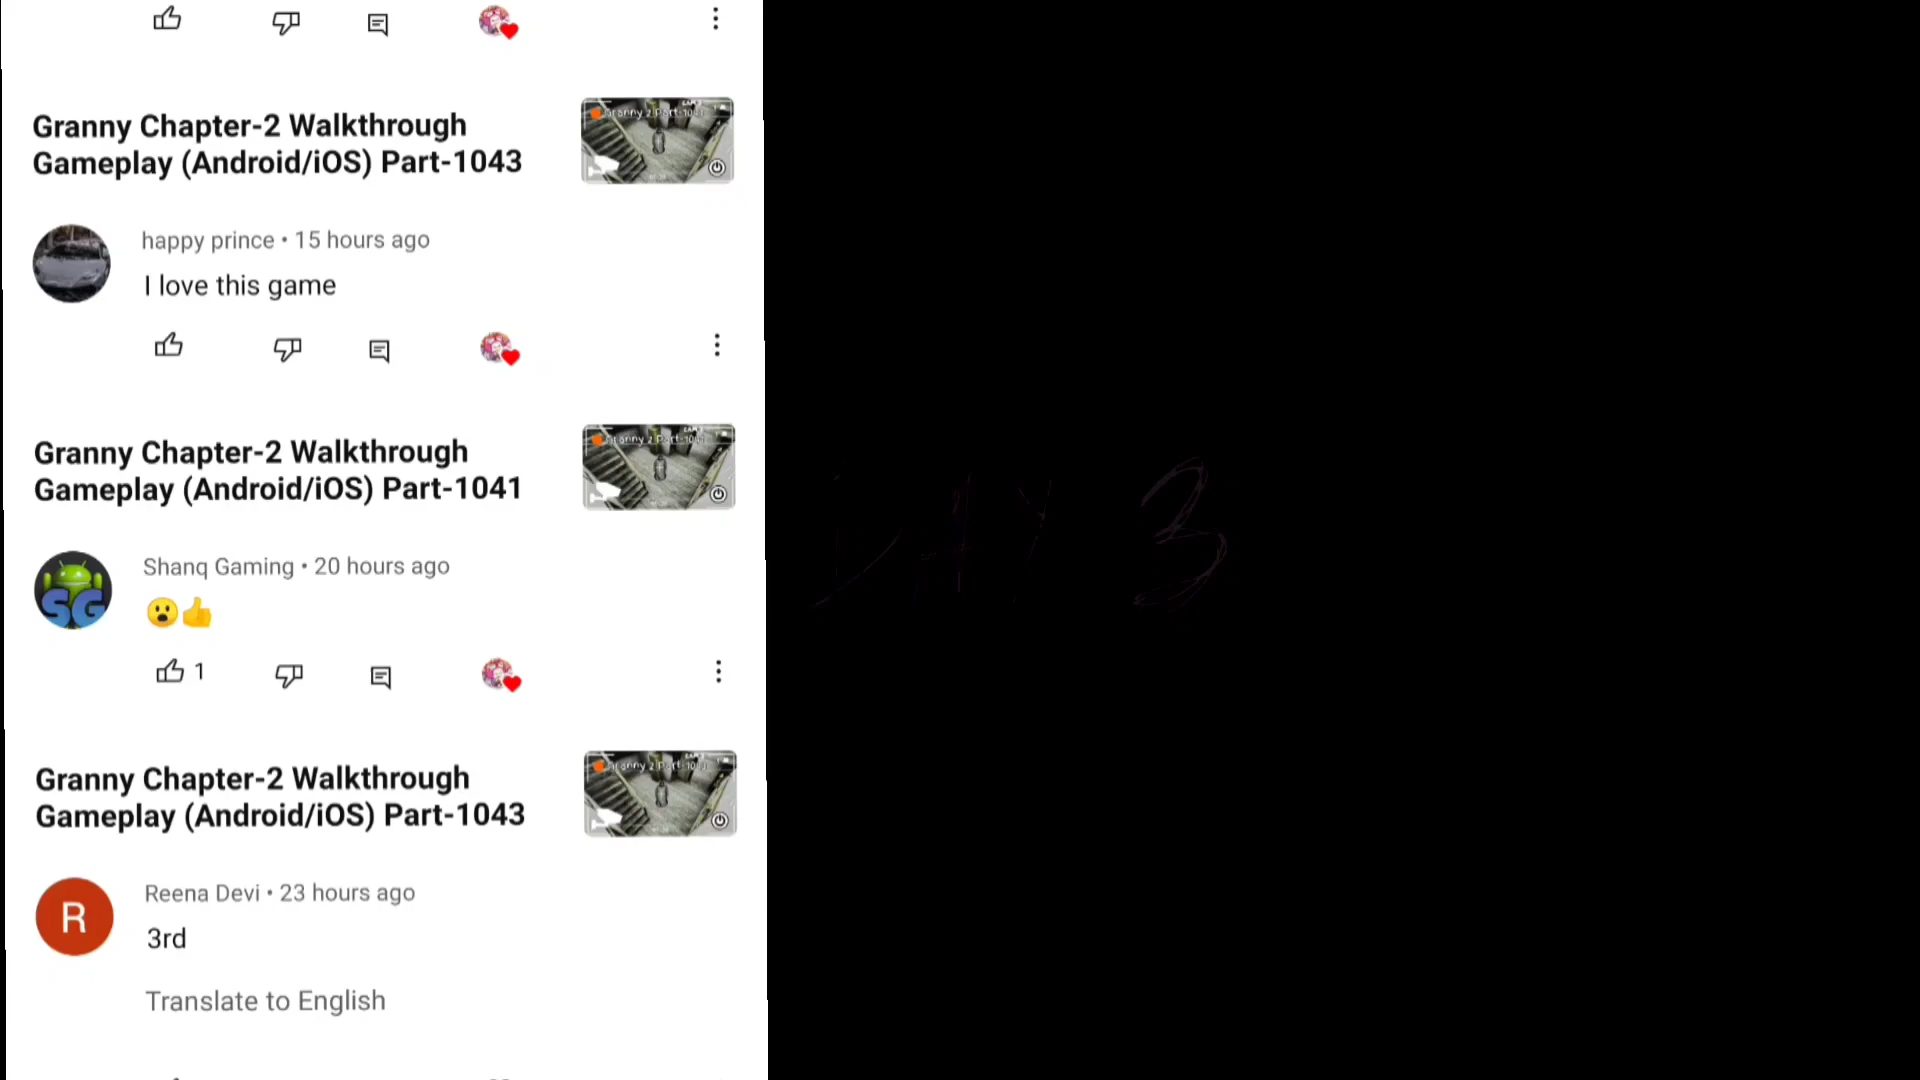 Granny Chapter-2 Walkthrough
Gameplay (Android/iOS) Part-1043
happy prince • 15 hours ago
I love this game
Granny Chapter-2 Walkthrough
Gameplay (Android/iOS) Part-1041
Shanq Gaming • 20 hours ago
SG
😮👍
1
DAY 3
Granny Chapter-2 Walkthrough
Gameplay (Android/iOS) Part-1043
Reena Devi • 23 hours ago
R
3rd
Translate to English